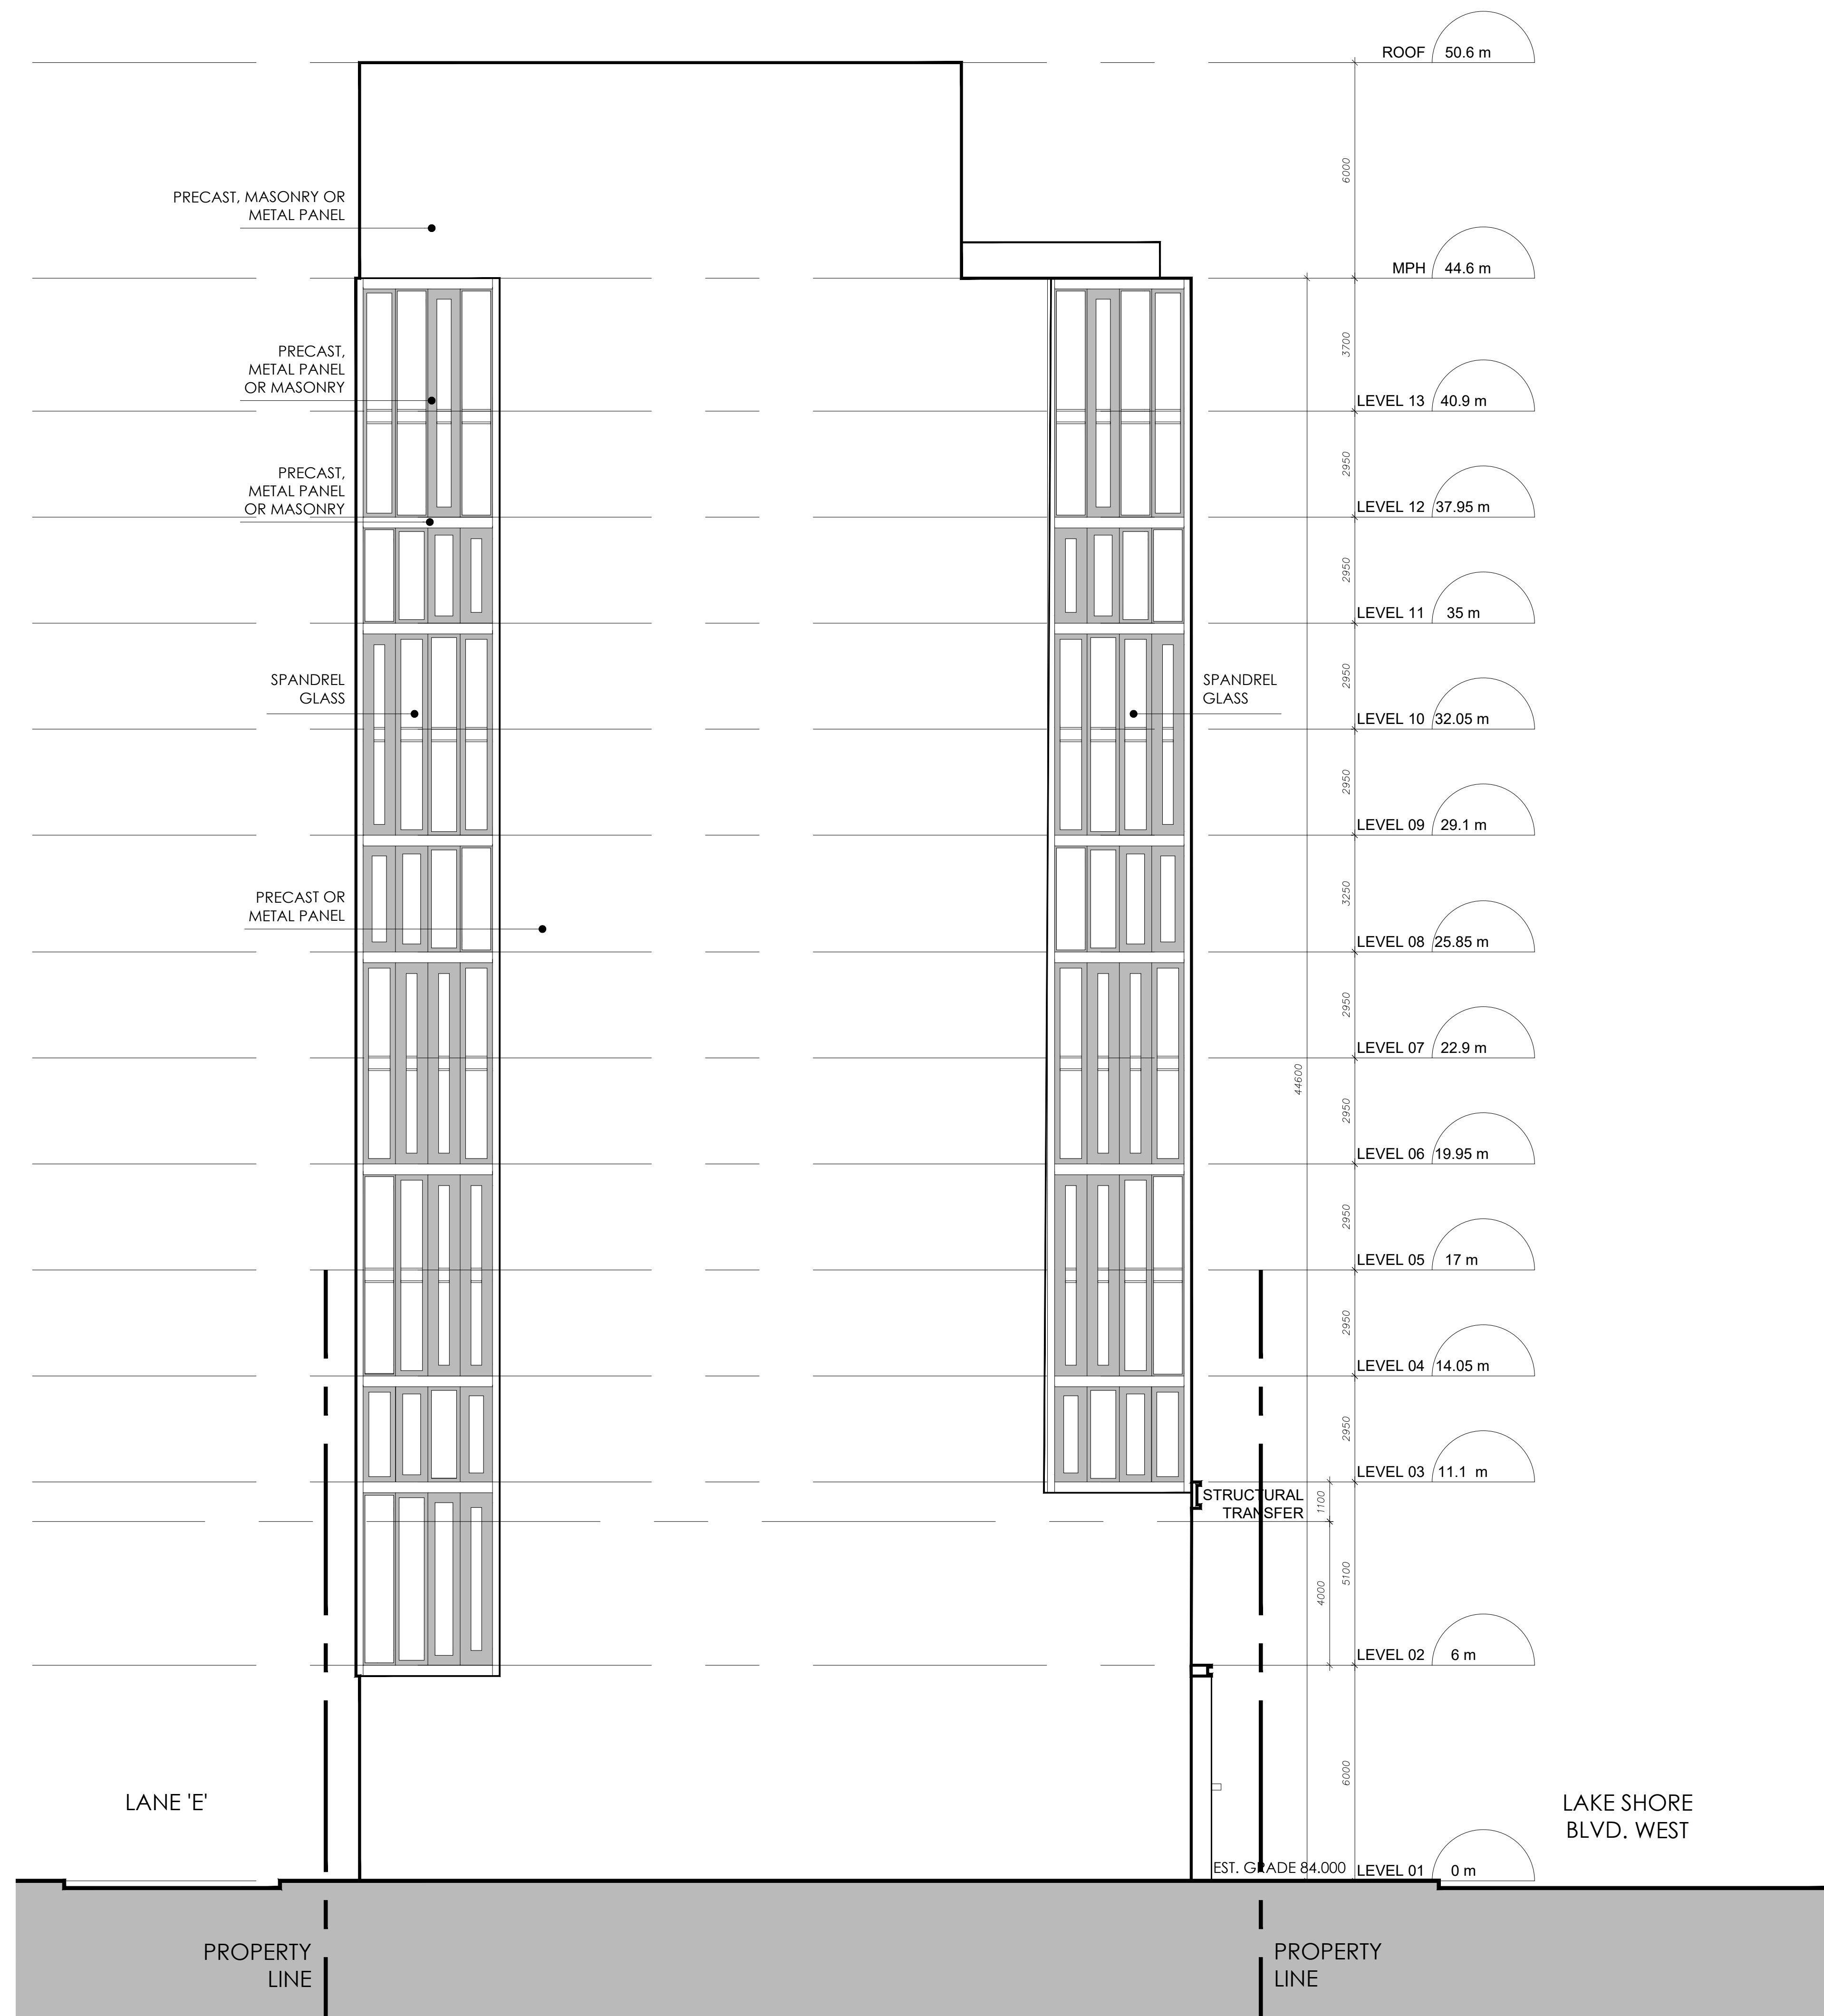 ROOF 50.6 m
6000
PRECAST, MASONRY OR
METAL PANEL
MPH 44.6 m
3700
PRECAST,
METAL PANEL
OR MASONRY
LEVEL 13 40.9 m
2950
PRECAST,
METAL PANEL
OR MASONRY
LEVEL 12 37.95 m
2950
LEVEL 11 35 m
2950
SPANDREL
GLASS
SPANDREL
GLASS
LEVEL 10 32.05 m
2950
LEVEL 09 29.1 m
3250
PRECAST OR
METAL PANEL
LEVEL 08 25.85 m
2950
LEVEL 07 22.9 m
44600
2950
LEVEL 06 19.95 m
2950
LEVEL 05 17 m
2950
LEVEL 04 14.05 m
2950
LEVEL 03 11.1 m
STRUCTURAL
TRANSFER
1100
5100
4000
LEVEL 02 6 m
6000
LANE 'E'
LAKE SHORE
BLVD. WEST
EST. GRADE 84.000
LEVEL 01 0 m
PROPERTY
LINE
PROPERTY
LINE